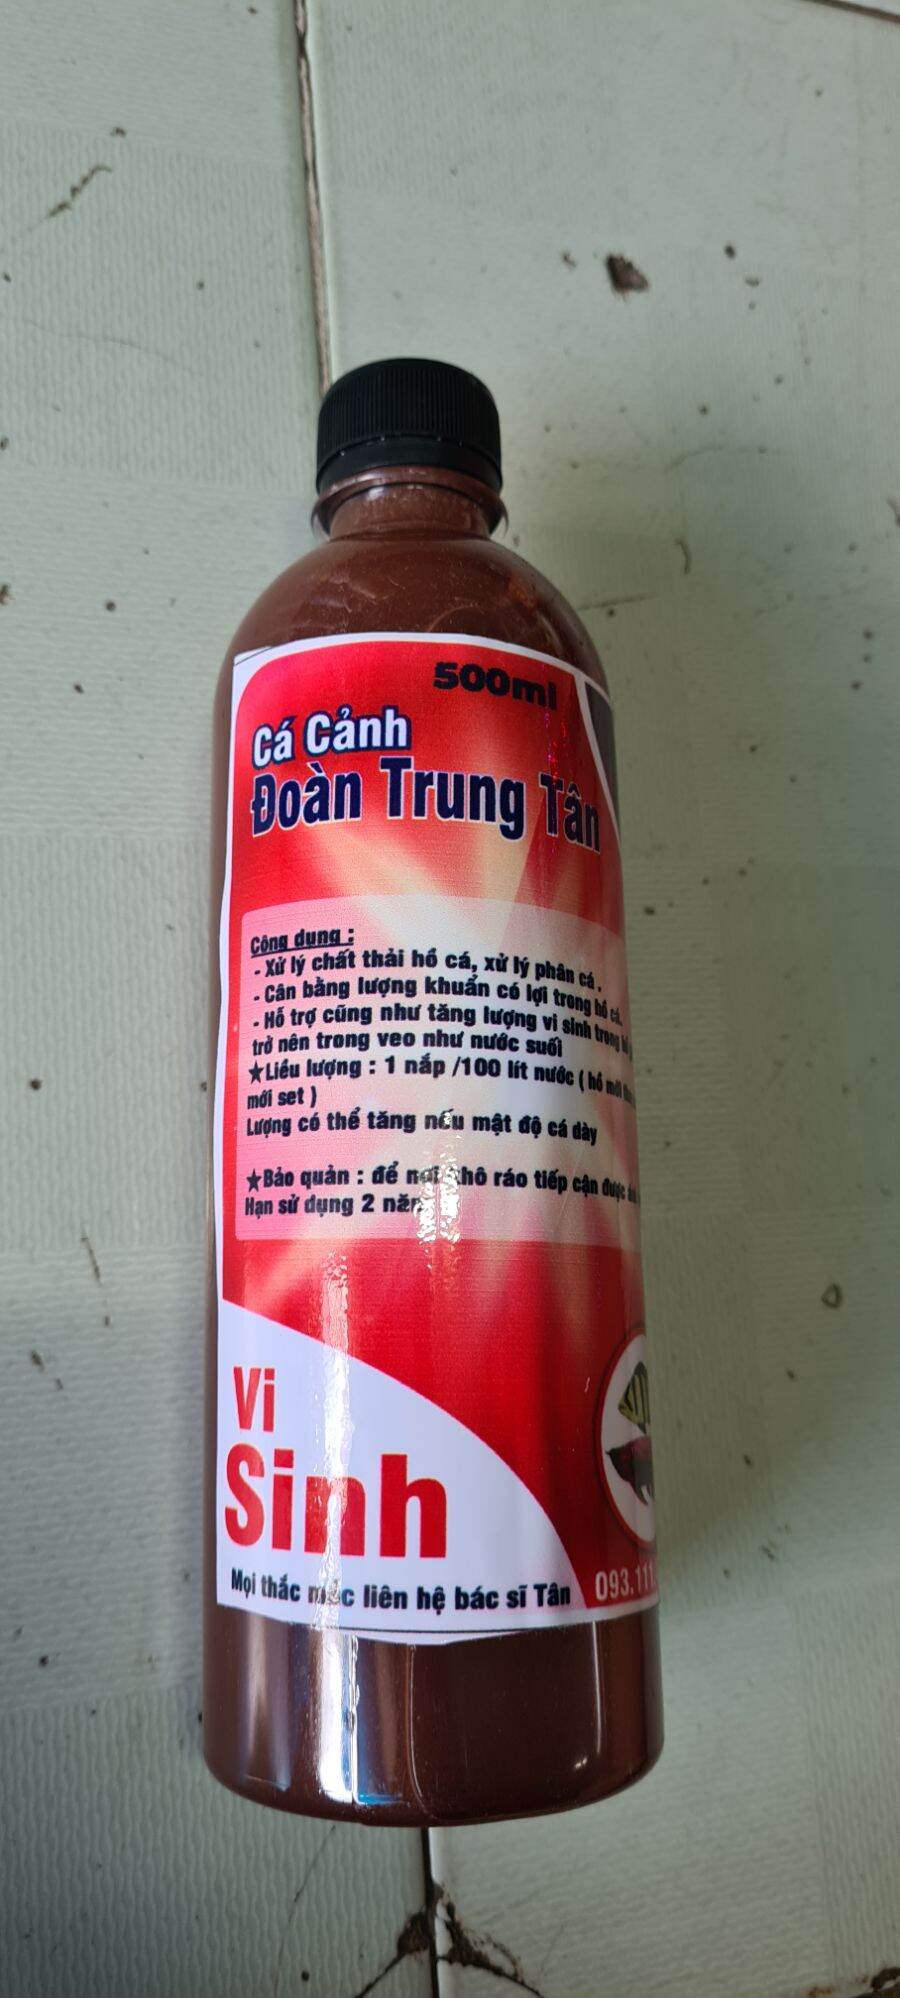 500ml
Cá Cảnh
Đoàn Trung Tân
Công dụng :
- Xử lý chất thải hồ cá, xử lý phân cá .
- Cân bằng lượng khuẩn có lợi trong hồ cá.
- Hỗ trợ cũng như tăng lượng vi sinh trong
trở nên trong veo như nước suối
★Liều lượng : 1 nắp /100 lít nước ( hồ mới
mới set )
Lượng có thể tăng nếu mật độ cá dày
★Bảo quản : để nơi khô ráo tiếp cận được
Hạn sử dụng 2 năm
Vi
Sinh
Mọi thắc mắc liên hệ bác sĩ Tân
093.111.